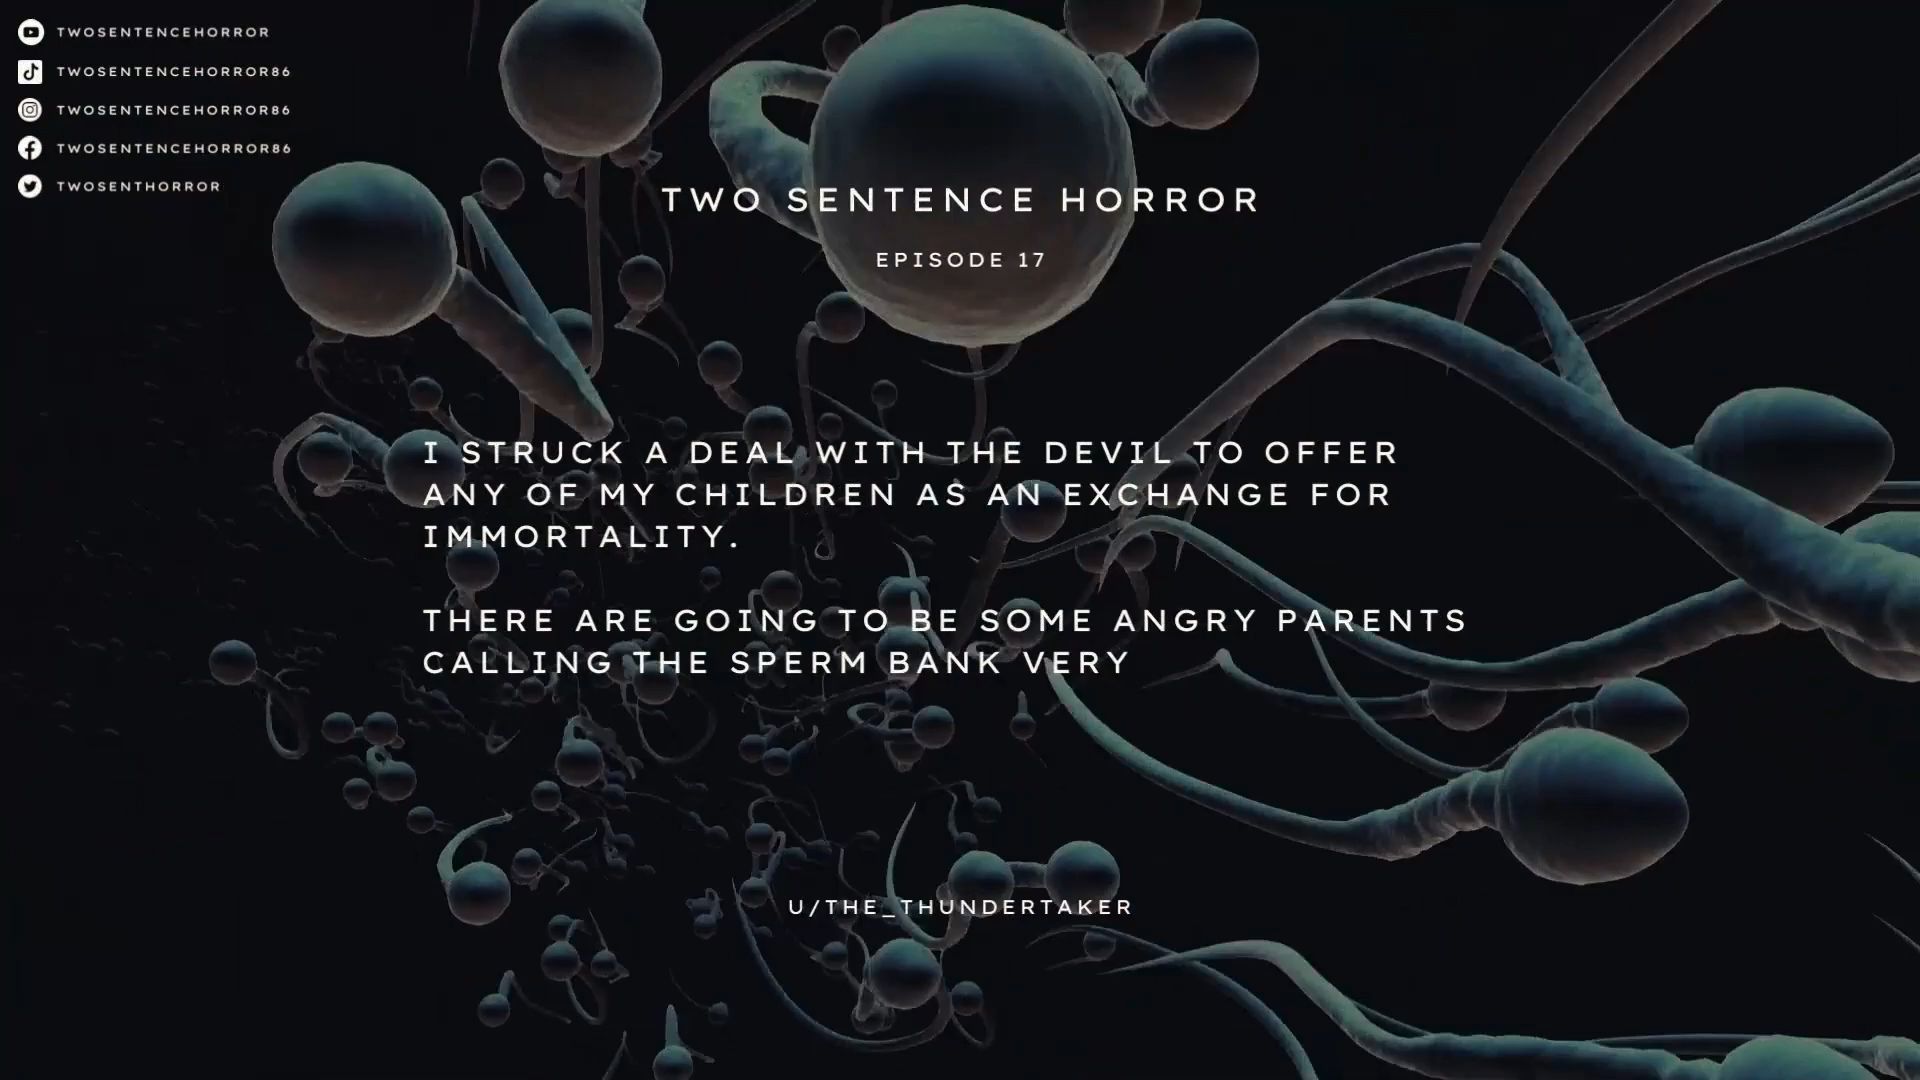 TWOSENTENCEHORROR
TWOSENTENCEHORROR86
TWOSENTENCEHORROR86
TWOSENTENCEHORROR86
TWOSENTHORROR
TWO SENTENCE HORROR
EPISODE 17
I STRUCK A DEAL WITH THE DEVIL TO OFFER
ANY OF MY CHILDREN AS AN EXCHANGE FOR
IMMORTALITY.
THERE ARE GOING TO BE SOME ANGRY PARENTS
CALLING THE SPERM BANK VERY
U/THE_THUNDERTAKER